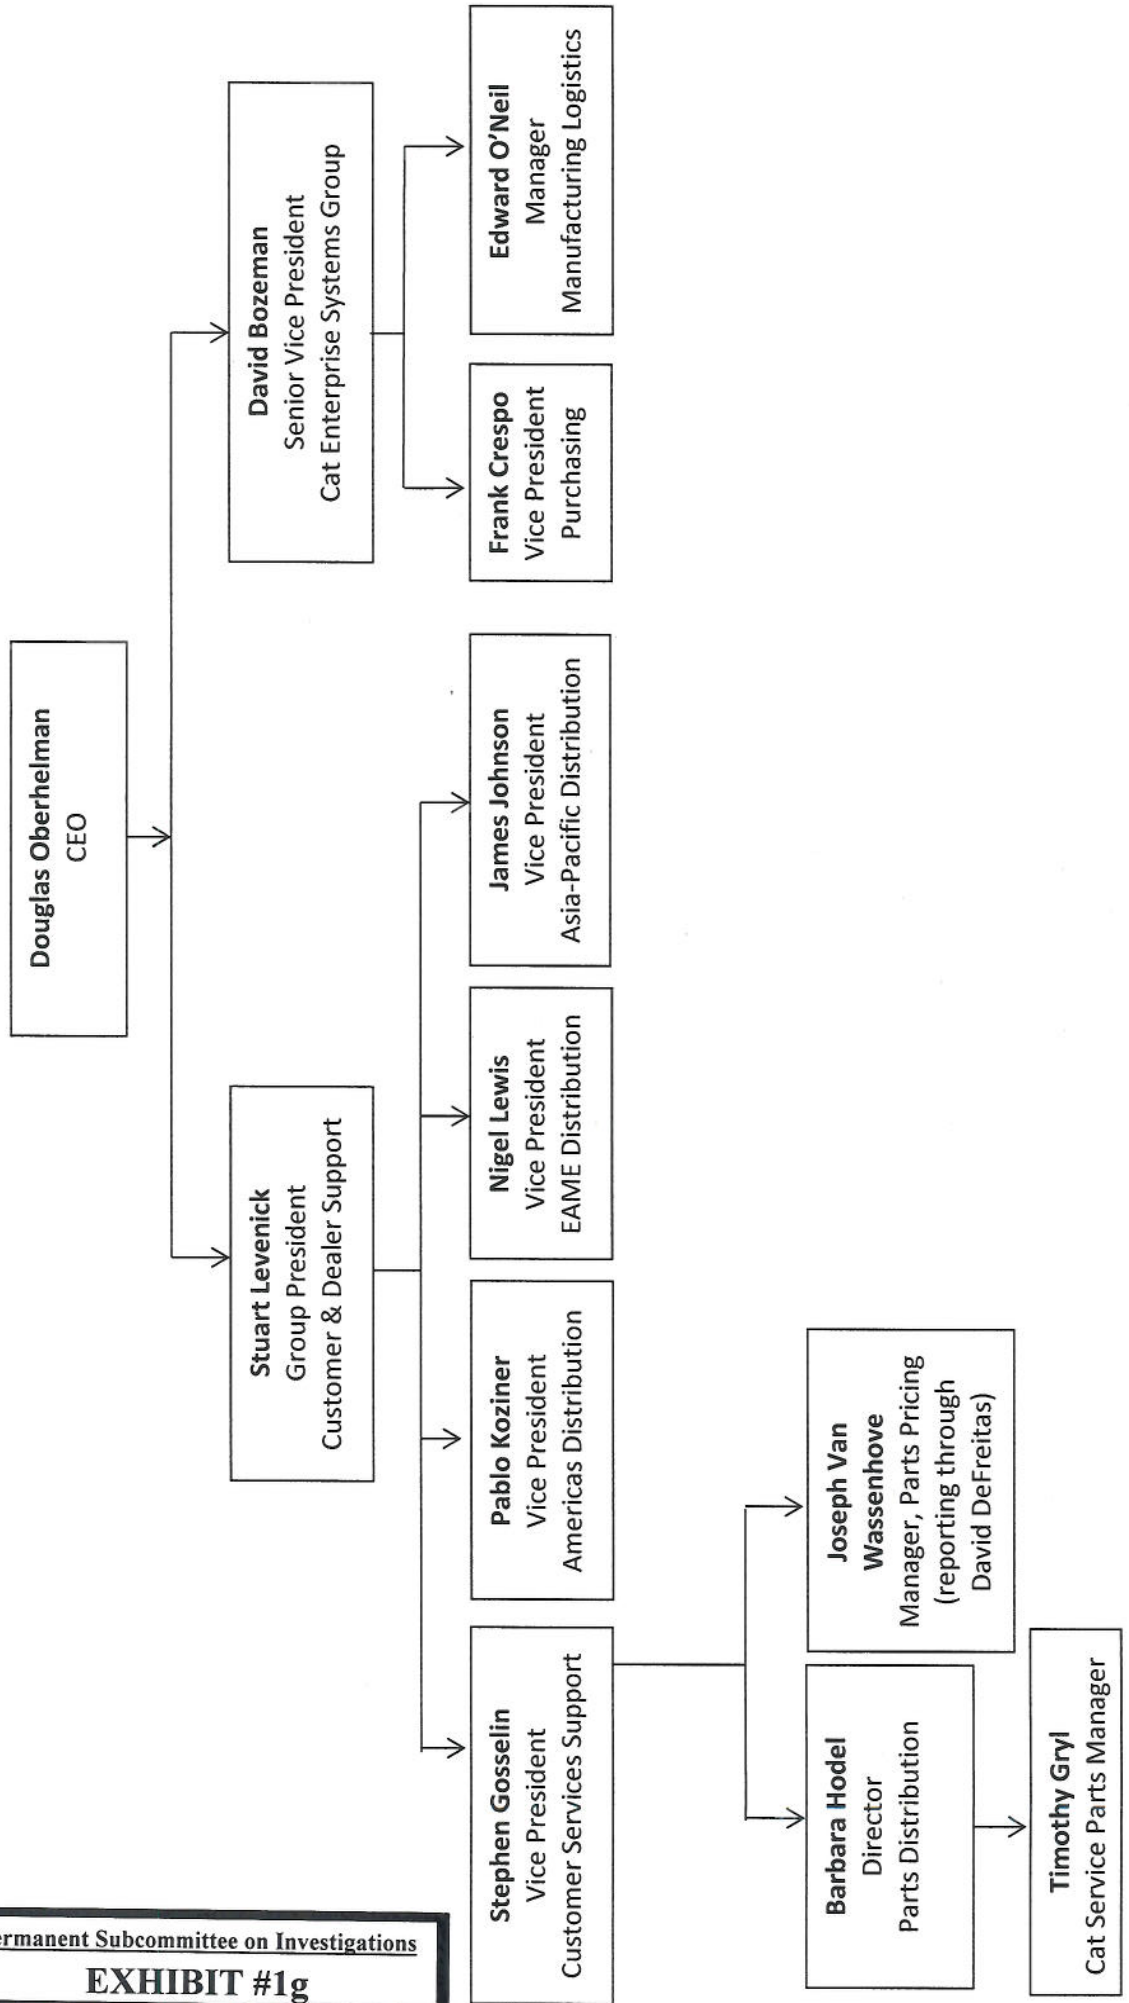 Douglas Oberhelman
CEO
Stuart Levenick
Group President
Customer & Dealer Support
David Bozeman
Senior Vice President
Cat Enterprise Systems Group
Stephen Gosselin
Vice President
Customer Services Support
Pablo Koziner
Vice President
Americas Distribution
Nigel Lewis
Vice President
EAME Distribution
James Johnson
Vice President
Asia-Pacific Distribution
Frank Crespo
Vice President
Purchasing
Edward O’Neil
Manager
Manufacturing Logistics
Barbara Hodel
Director
Parts Distribution
Joseph Van
Wassenhove
Manager, Parts Pricing
(reporting through
David DeFreitas)
Timothy Gryl
Cat Service Parts Manager
Subcommittee on Investigations
EXHIBIT #1g